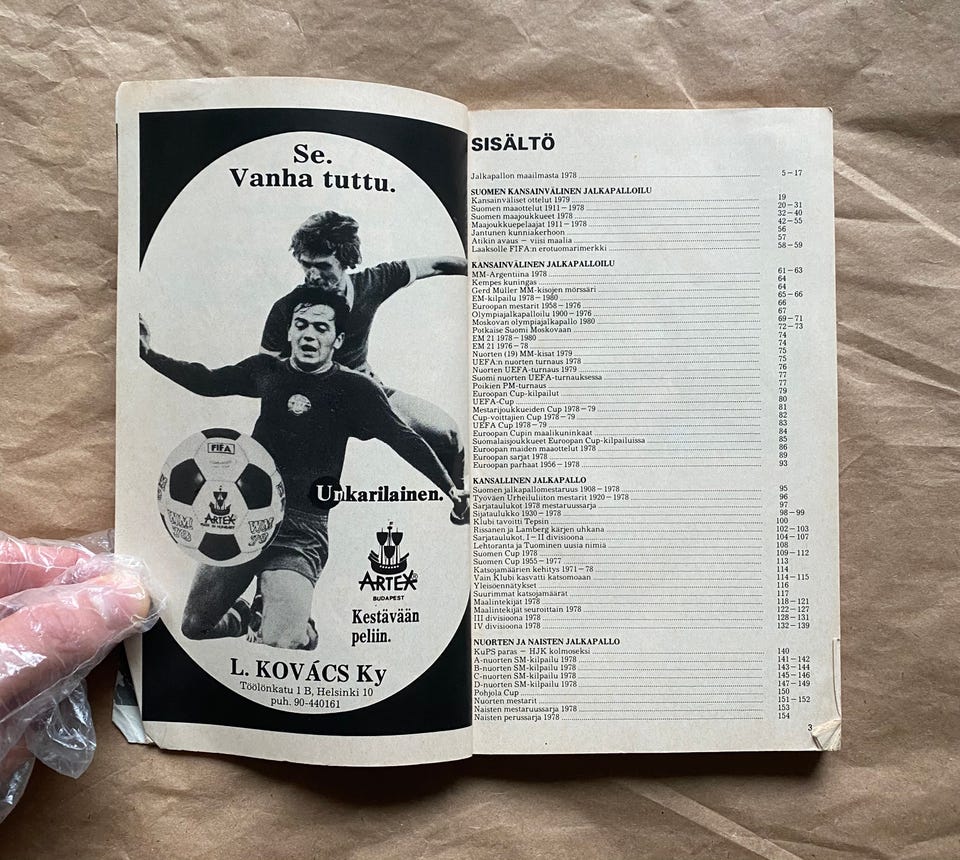 Se.
Vanha tuttu.
FIFA
ARTEX
MADE IN HUNGARY
WM 78
WM 78
Unkarilainen.
ARTEX
BUDAPEST
Kestävään
peliin.
L. KOVÁCS Ky
Töölönkatu 1 B, Helsinki 10
puh. 90-440161
SISÄLTÖ
Jalkapallon maailmasta 1978 5–17
SUOMEN KANSAINVÄLINEN JALKAPALLOILU
Kansainväliset ottelut 1979 19
Suomen maaottelut 1911–1978 20–31
Suomen maajoukkueet 1978 32–40
Maajoukkuepelaajat 1911–1978 42–55
Jantunen kunniakerhoon 56
Atikin avaus – viisi maalia 57
Laaksolle FIFA:n erotuomarimerkki 58–59
KANSAINVÄLINEN JALKAPALLOILU
MM-Argentiina 1978 61–63
Kempes kuningas 64
Gerd Müller MM-kisojen mörssäri 64
EM-kilpailu 1978–1980 65–66
Euroopan mestarit 1958–1976 66
Olympiajalkapalloilu 1900–1976 67
Moskovan olympiajalkapallo 1980 69–71
Potkaise Suomi Moskovaan 72–73
EM 21 1978–1980 74
EM 21 1976–78 74
Nuorten (19) MM-kisat 1979 75
UEFA:n nuorten turnaus 1978 75
Nuorten UEFA-turnaus 1979 76
Suomi nuorten UEFA-turnauksessa 77
Poikien PM-turnaus 77
Euroopan Cup-kilpailut 79
UEFA-Cup 80
Mestarijoukkueiden Cup 1978–79 81
Cup-voittajien Cup 1978–79 82
UEFA Cup 1978–79 83
Euroopan Cupin maalikuninkaat 84
Suomalaisjoukkueet Euroopan Cup-kilpailuissa 85
Euroopan maiden maaottelut 1978 86
Euroopan sarjat 1978 89
Euroopan parhaat 1956–1978 93
KANSALLINEN JALKAPALLO
Suomen jalkapallomestaruus 1908–1978 95
Työväen Urheiluliiton mestarit 1920–1978 96
Sarjataulukot 1978 mestaruussarja 97
Sijataulukko 1930–1978 98–99
Klubi tavoitti Tepsin 100
Rissanen ja Lamberg kärjen uhkana 102–103
Sarjataulukot, I–II divisioona 104–107
Lehtoranta ja Tuominen uusia nimiä 108
Suomen Cup 1978 109–112
Suomen Cup 1955–1977 113
Katsojamäärien kehitys 1971–78 114
Vain Klubi kasvatti katsomoaan 114–115
Yleisöennätykset 116
Suurimmat katsojamäärät 117
Maalintekijät 1978 118–121
Maalintekijät seuroittain 1978 122–127
III divisioona 1978 128–131
IV divisioona 1978 132–139
NUORTEN JA NAISTEN JALKAPALLO
KuPS paras – HJK kolmoseksi 140
A-nuorten SM-kilpailu 1978 141–142
B-nuorten SM-kilpailu 1978 143–144
C-nuorten SM-kilpailu 1978 145–146
D-nuorten SM-kilpailu 1978 147–149
Pohjola Cup 150
Nuorten mestarit 151–152
Naisten mestaruussarja 1978 153
Naisten perussarja 1978 154
3